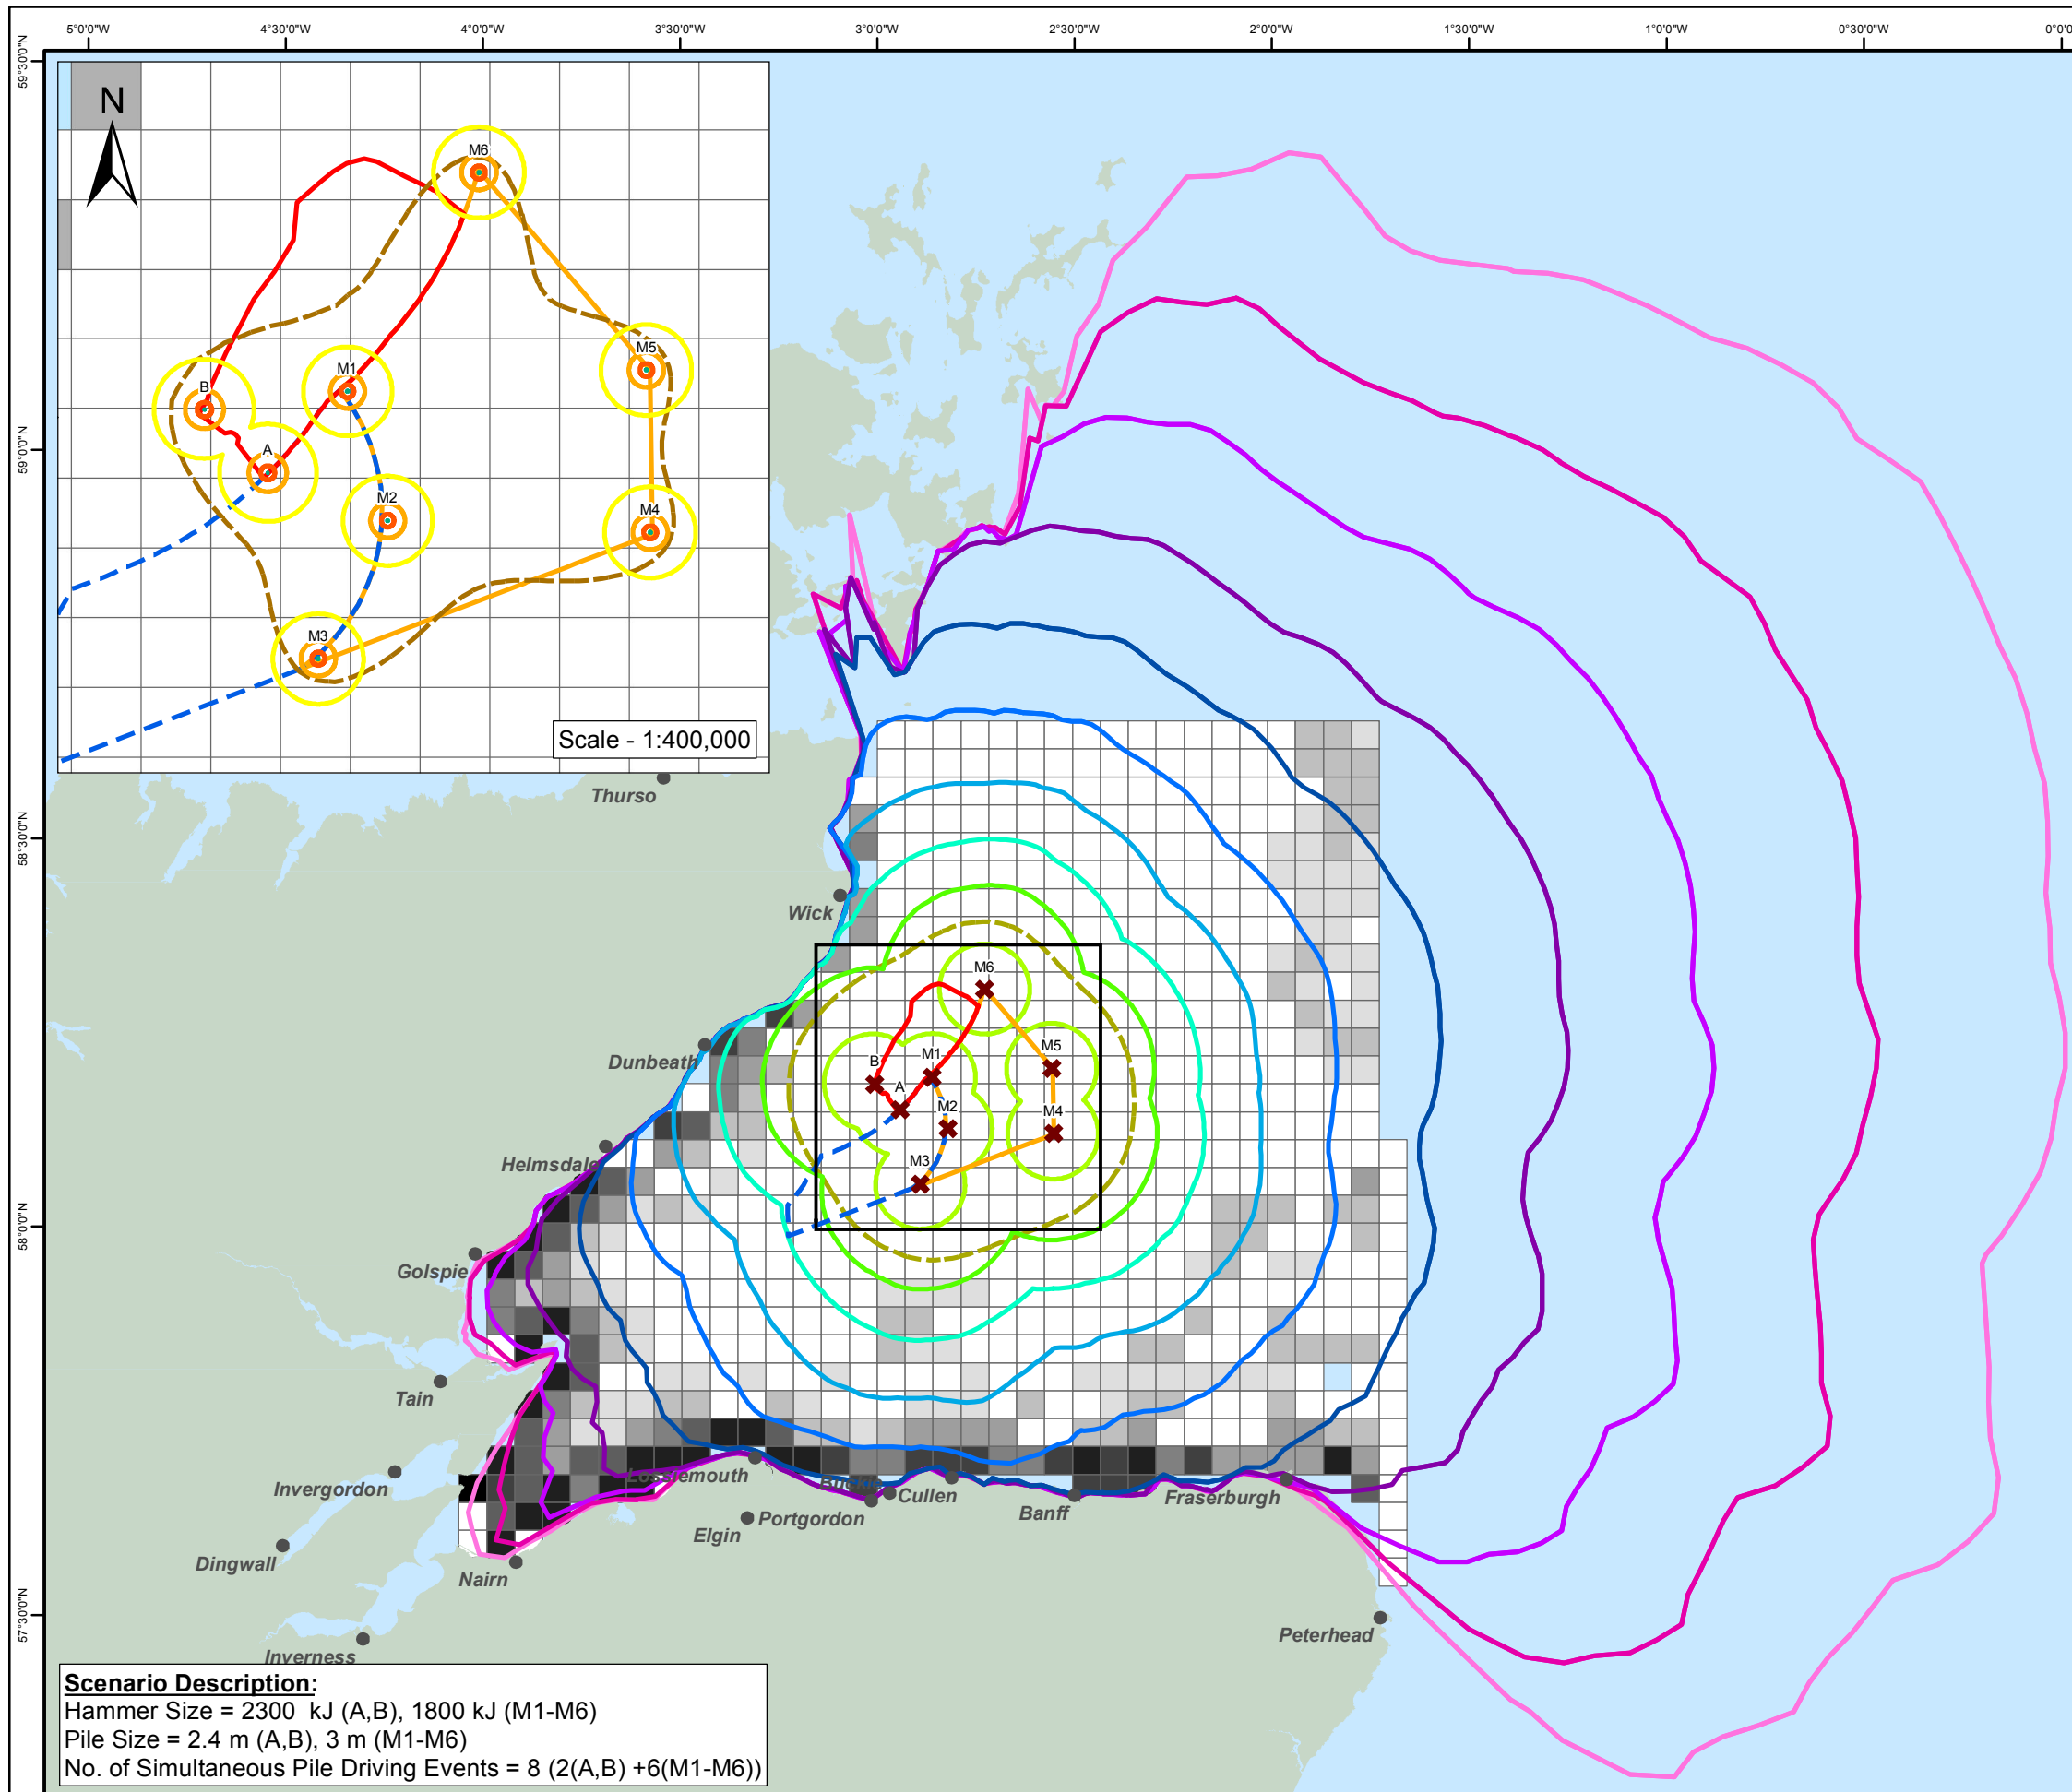 5°0'0"W 4°30'0"W 4°0'0"W 3°30'0"W 3°0'0"W 2°30'0"W 2°0'0"W 1°30'0"W 1°0'0"W 0°30'0"W
59°30'0"N
59°0'0"N
58°30'0"N
58°0'0"N
57°30'0"N
N
M6
M5
B
M1
A
M2
M4
M3
Scale - 1:400,000
Thurso
Wick
Dunbeath
Helmsdale
Golspie
Tain
Invergordon
Dingwall
Inverness
Nairn
Elgin
Lossiemouth
Portgordon
Buckie
Cullen
Banff
Fraserburgh
Peterhead
M6
M5
B
M1
A
M2
M4
M3
Scenario Description:
Hammer Size = 2300 kJ (A,B), 1800 kJ (M1-M6)
Pile Size = 2.4 m (A,B), 3 m (M1-M6)
No. of Simultaneous Pile Driving Events = 8 (2(A,B) +6(M1-M6))